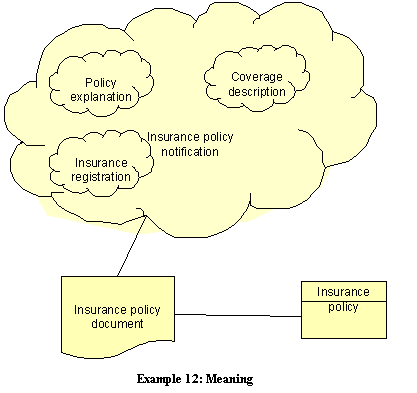 Policy
explanation
Coverage
description
Insurance policy
notification
Insurance
registration
Insurance policy
document
Insurance
policy
Example 12: Meaning